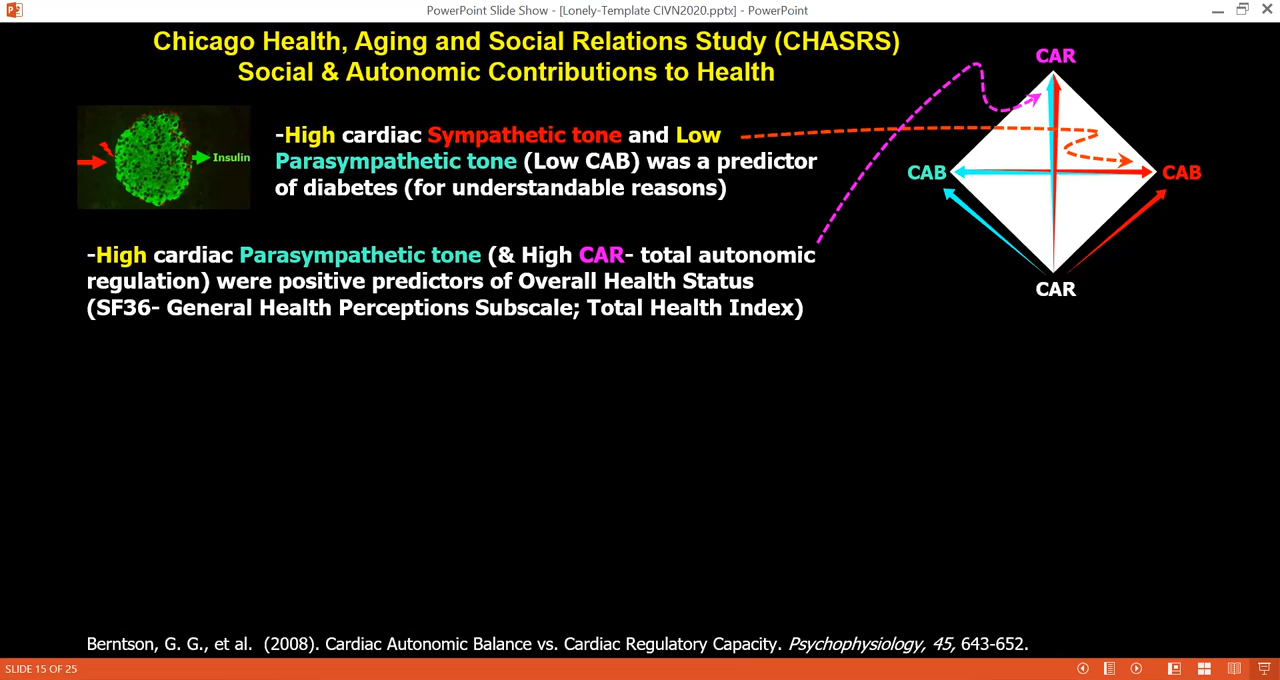 PowerPoint Slide Show - [Lonely-Template CIVN2020.pptx] - PowerPoint
Chicago Health, Aging and Social Relations Study (CHASRS)
Social & Autonomic Contributions to Health
CAR
Insulin
-High cardiac Sympathetic tone and Low
Parasympathetic tone (Low CAB) was a predictor
of diabetes (for understandable reasons)
CAB
CAB
-High cardiac Parasympathetic tone (& High CAR- total autonomic
regulation) were positive predictors of Overall Health Status
(SF36- General Health Perceptions Subscale; Total Health Index)
CAR
Berntson, G. G., et al. (2008). Cardiac Autonomic Balance vs. Cardiac Regulatory Capacity. Psychophysiology, 45, 643-652.
SLIDE 15 OF 25